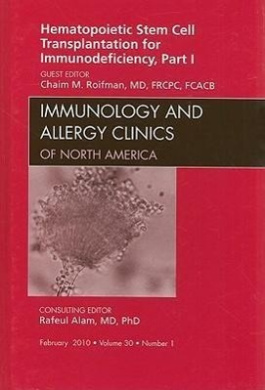 Hematopoietic Stem Cell
Transplantation for
Immunodeficiency, Part I
GUEST EDITOR
Chaim M. Roifman, MD, FRCPC, FCACB
IMMUNOLOGY AND
ALLERGY CLINICS
OF NORTH AMERICA
CONSULTING EDITOR
Rafeul Alam, MD, PhD
February 2010 • Volume 30 • Number 1